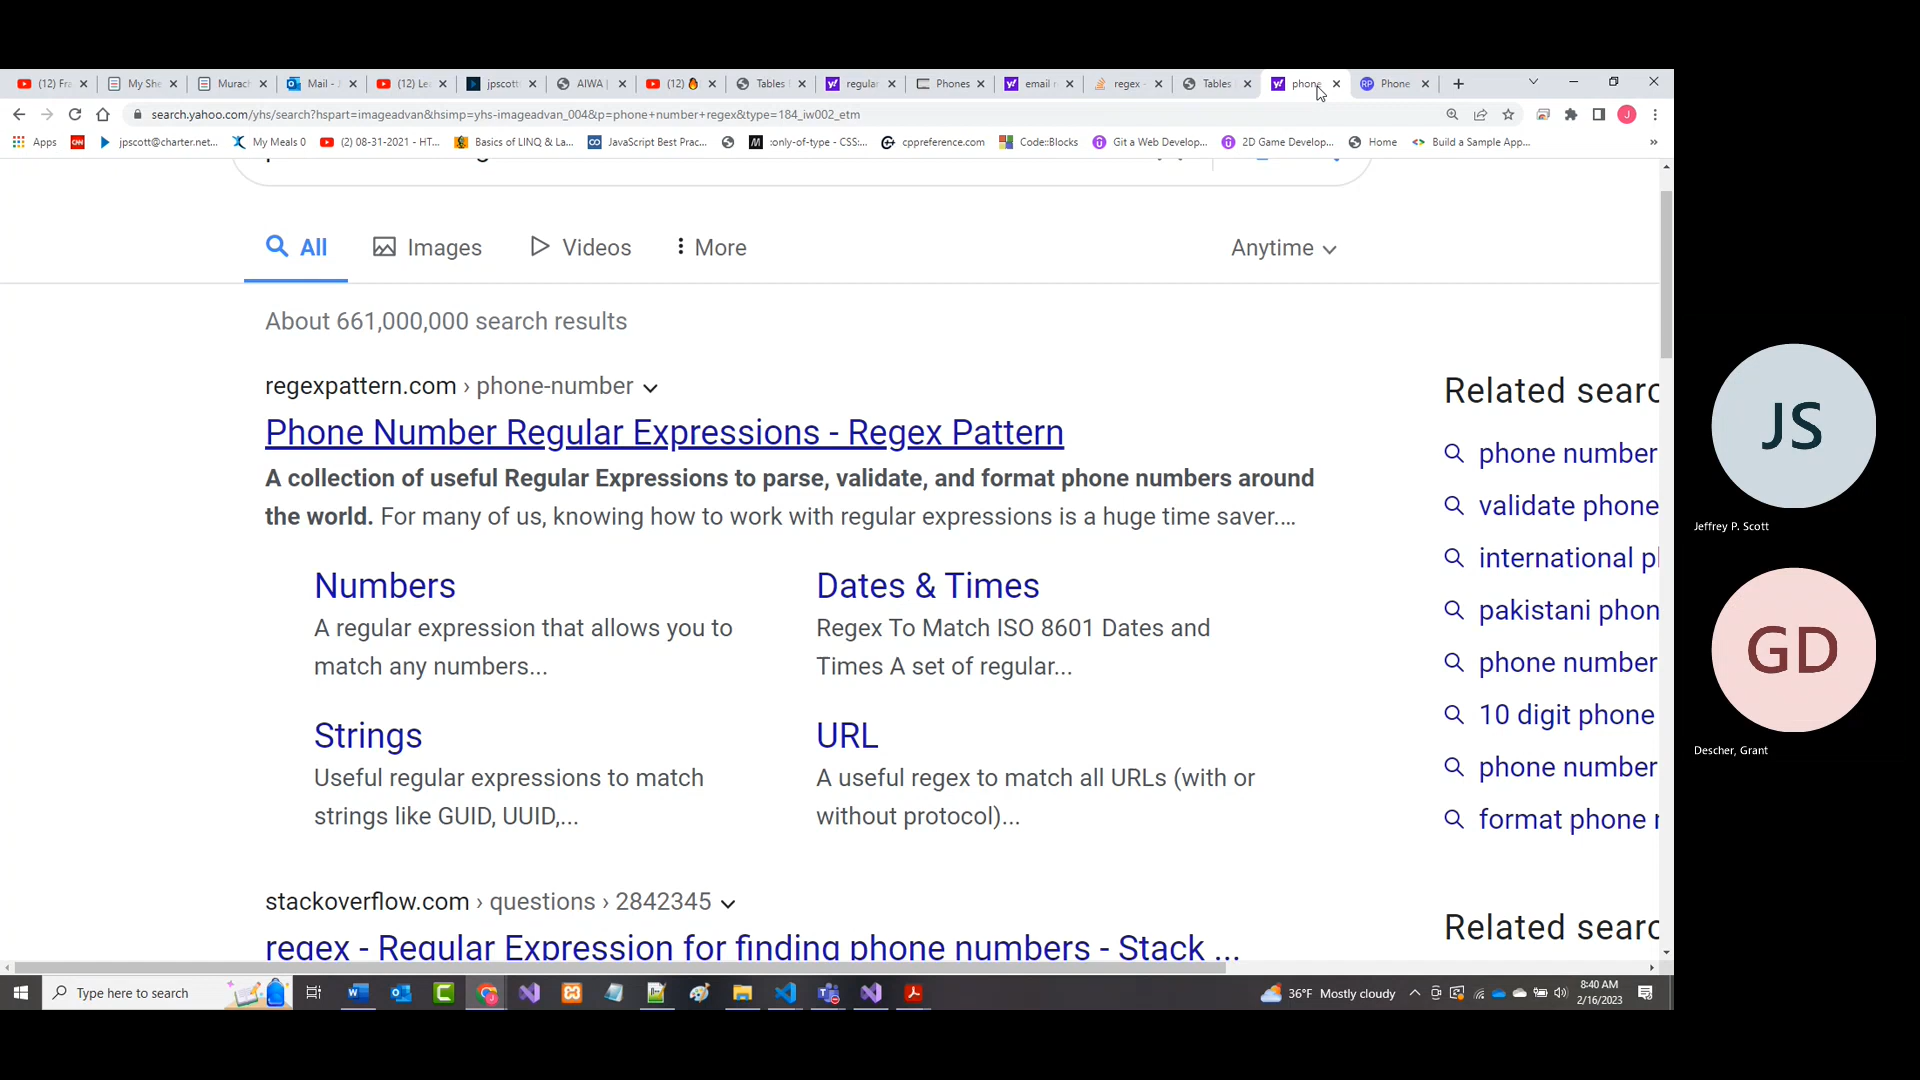 (12) Fra
My She
Murach
Mail - J
(12) Le
jpscott
AIWA |
(12)
Tables
regular
Phones
email r
regex -
Tables
phone
Phone
search.yahoo.com/yhs/search?hspart=imageadvan&hsimp=yhs-imageadvan_004&p=phone+number+regex&type=184_iw002_etm
J
Apps
CNN
jpscott@charter.net...
My Meals 0
(2) 08-31-2021 - HT...
Basics of LINQ & La...
JavaScript Best Prac...
:only-of-type - CSS:...
cppreference.com
Code::Blocks
Git a Web Develop...
2D Game Develop...
Home
Build a Sample App...
»
All
Images
Videos
More
Anytime
About 661,000,000 search results
regexpattern.com › phone-number
Phone Number Regular Expressions - Regex Pattern
A collection of useful Regular Expressions to parse, validate, and format phone numbers around
the world. For many of us, knowing how to work with regular expressions is a huge time saver....
Numbers
A regular expression that allows you to
match any numbers...
Dates & Times
Regex To Match ISO 8601 Dates and
Times A set of regular...
Strings
Useful regular expressions to match
strings like GUID, UUID,...
URL
A useful regex to match all URLs (with or
without protocol)...
stackoverflow.com › questions › 2842345
regex - Regular Expression for finding phone numbers - Stack ...
Related searc
phone number
validate phone
international pl
pakistani phon
phone number
10 digit phone
phone number
format phone r
Related searc
JS
Jeffrey P. Scott
GD
Descher, Grant
Type here to search
36°F Mostly cloudy
8:40 AM
2/16/2023